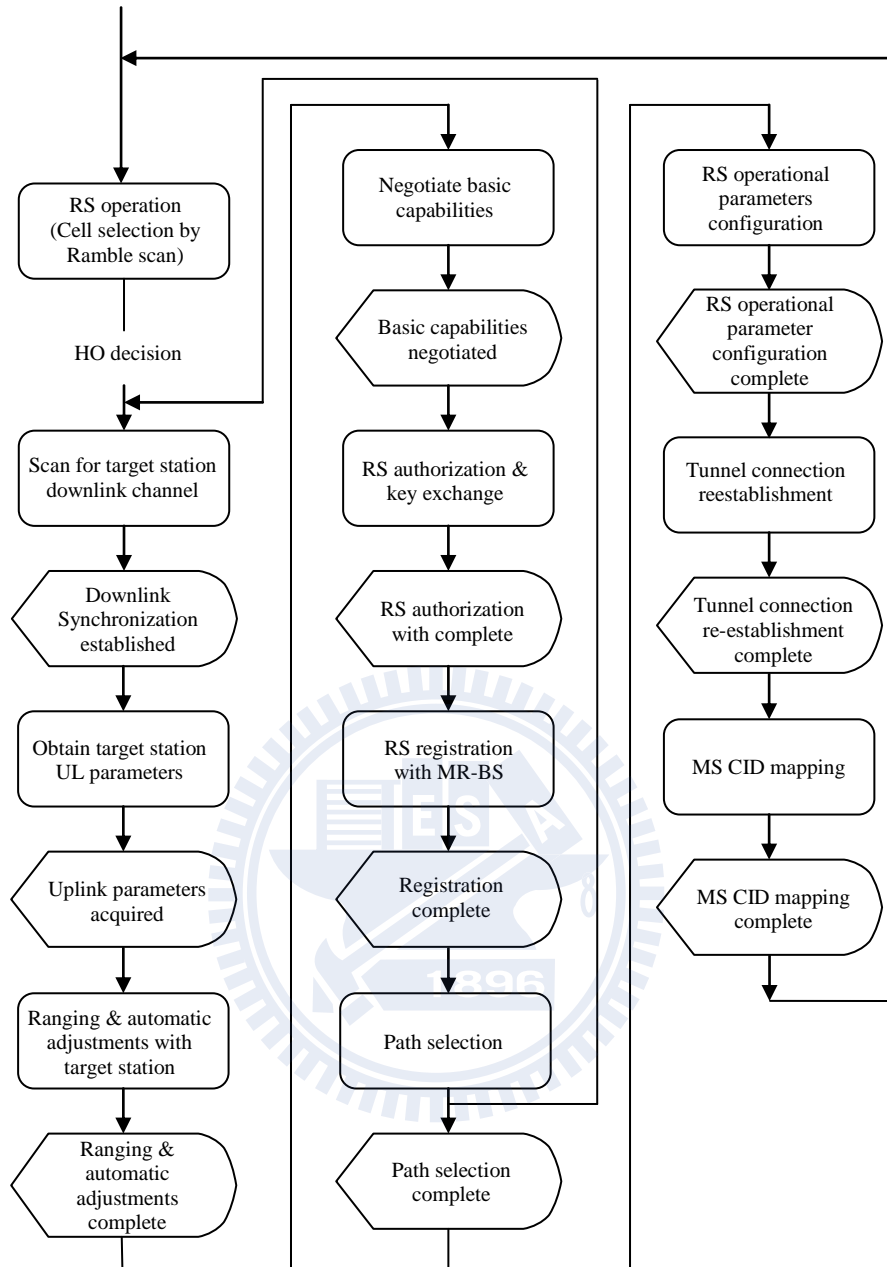 RS operation
(Cell selection by
Ramble scan)
HO decision
Scan for target station
downlink channel
Downlink
Synchronization
established
Obtain target station
UL parameters
Uplink parameters
acquired
Ranging & automatic
adjustments with
target station
Ranging &
automatic
adjustments
complete
Negotiate basic
capabilities
Basic capabilities
negotiated
RS authorization &
key exchange
RS authorization
with complete
RS registration
with MR-BS
Registration
complete
Path selection
Path selection
complete
RS operational
parameters
configuration
RS operational
parameter
configuration
complete
Tunnel connection
reestablishment
Tunnel connection
re-establishment
complete
MS CID mapping
MS CID mapping
complete
E S A
1896